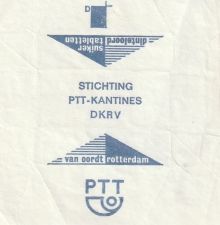 D
suiker dinteloord
tabletten
STICHTING
PTT-KANTINES
DKRV
van oordt rotterdam
PTT